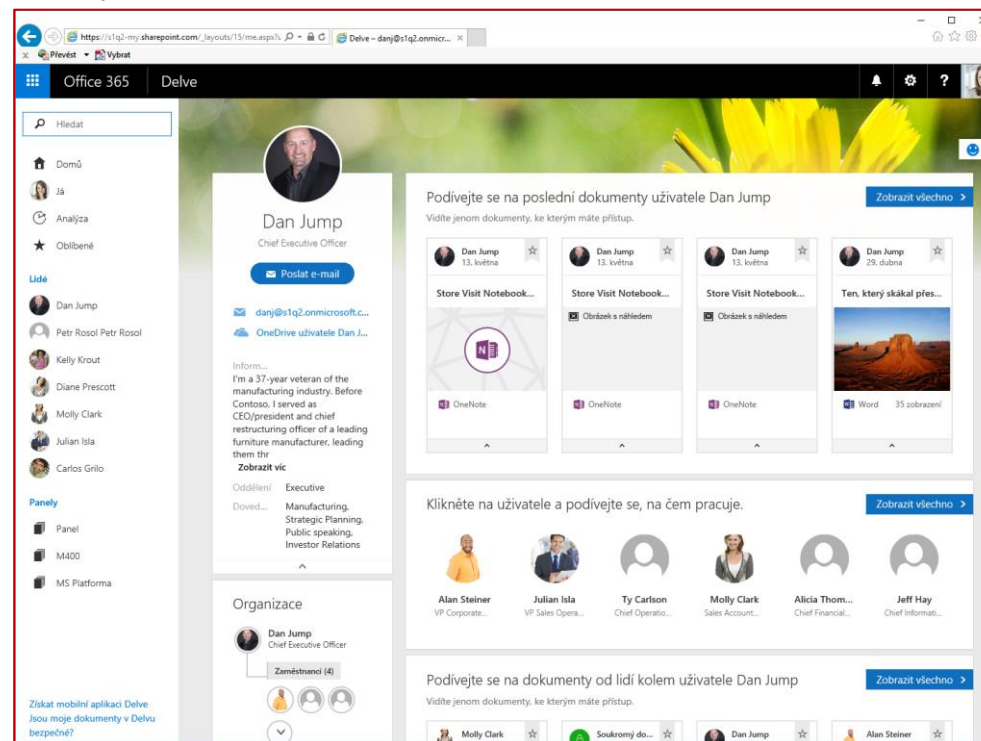 https://s1q2-my.sharepoint.com/_layouts/15/me.aspx?u
Delve – danj@s1q2.onmicr...
Převést
Vybrat
Office 365
Delve
?
Hledat
Domů
Já
Analýza
Oblíbené
Lidé
Dan Jump
Petr Rosol Petr Rosol
Kelly Krout
Diane Prescott
Molly Clark
Julian Isla
Carlos Grilo
Panely
Panel
M400
MS Platforma
Získat mobilní aplikaci Delve
Jsou moje dokumenty v Delvu
bezpečné?
Dan Jump
Chief Executive Officer
Poslat e-mail
danj@s1q2.onmicrosoft.c...
OneDrive uživatele Dan J...
Inform...
I'm a 37-year veteran of the
manufacturing industry. Before
Contoso, I served as
CEO/president and chief
restructuring officer of a leading
furniture manufacturer, leading
them thr
Zobrazit víc
Oddělení Executive
Doved... Manufacturing,
Strategic Planning,
Public speaking,
Investor Relations
Organizace
Dan Jump
Chief Executive Officer
Zaměstnanci (4)
Podívejte se na poslední dokumenty uživatele Dan Jump
Zobrazit všechno
Vidíte jenom dokumenty, ke kterým máte přístup.
Dan Jump
13. května
Store Visit Notebook...
N
OneNote
Dan Jump
13. května
Store Visit Notebook...
Obrázek s náhledem
OneNote
Dan Jump
13. května
Store Visit Notebook...
Obrázek s náhledem
OneNote
Dan Jump
29. dubna
Ten, který skákal přes...
Word 35 zobrazení
Klikněte na uživatele a podívejte se, na čem pracuje.
Zobrazit všechno
Alan Steiner
VP Corporate...
Julian Isla
VP Sales Opera...
Ty Carlson
Chief Operatio...
Molly Clark
Sales Account...
Alicia Thom...
Chief Financial...
Jeff Hay
Chief Informati...
Podívejte se na dokumenty od lidí kolem uživatele Dan Jump
Zobrazit všechno
Vidíte jenom dokumenty, ke kterým máte přístup.
Molly Clark
A
Soukromý do...
Dan Jump
Alan Steiner